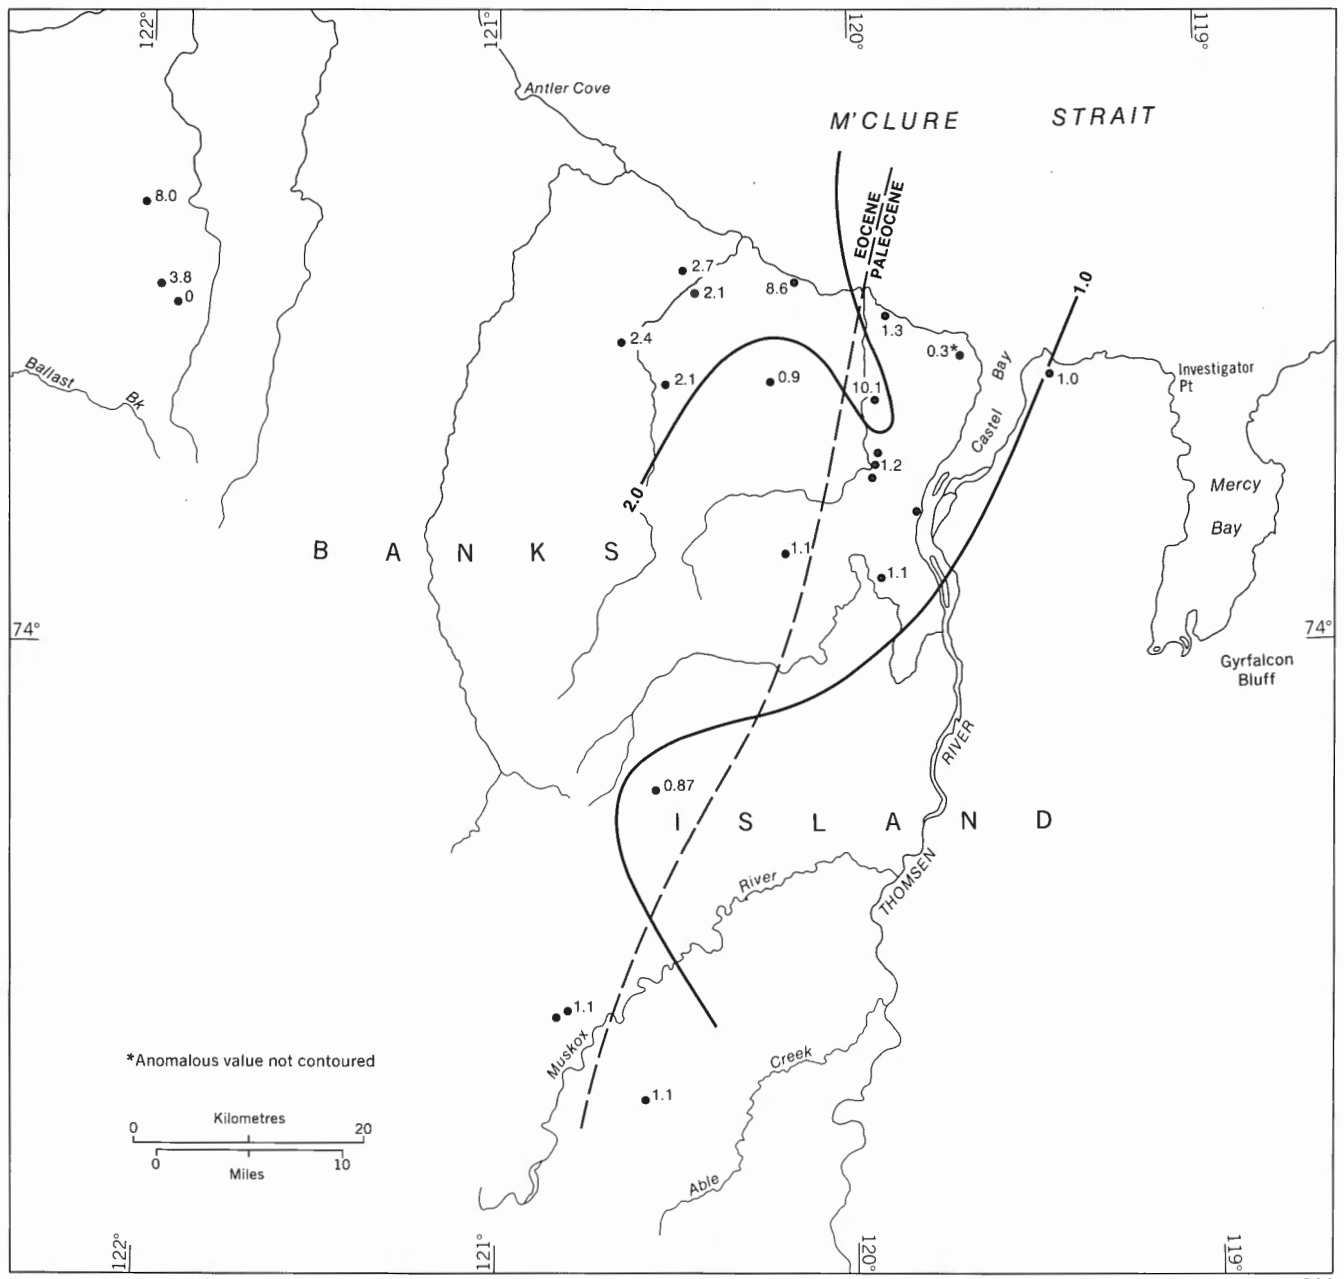 122°
121°
120°
119°
Antler Cove
M'CLURE STRAIT
8.0
EOCENE
PALEOCENE
2.7
3.8
1.0
8.6
2.1
0
1.3
2.4
0.3*
Bay
Investigator
Pt
Ballast
Bk
2.1
0.9
10.1
1.0
Castel
1.2
2.0
Mercy
Bay
BANKS
1.1
1.1
74°
74°
Gyrfalcon
Bluff
RIVER
0.87
ISLAND
River
THOMSEN
1.1
Muskox
*Anomalous value not contoured
Creek
1.1
Kilometres
0 20
0 10
Miles
Able
122°
121°
120°
119°